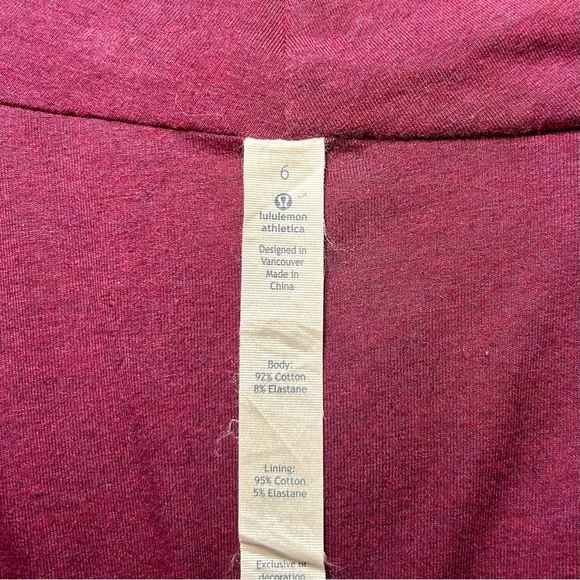 6
lululemon
athletica
Designed in
Vancouver
Made in
China
Body:
92% Cotton
8% Elastane
Lining:
95% Cotton
5% Elastane
Exclusive of
decoration